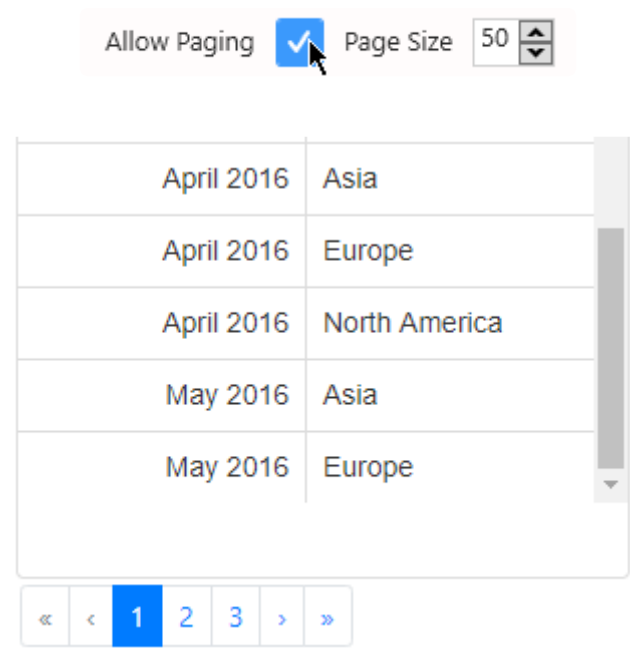 Allow Paging Page Size 50
April 2016 Asia
April 2016 Europe
April 2016 North America
May 2016 Asia
May 2016 Europe
« ‹ 1 2 3 › »